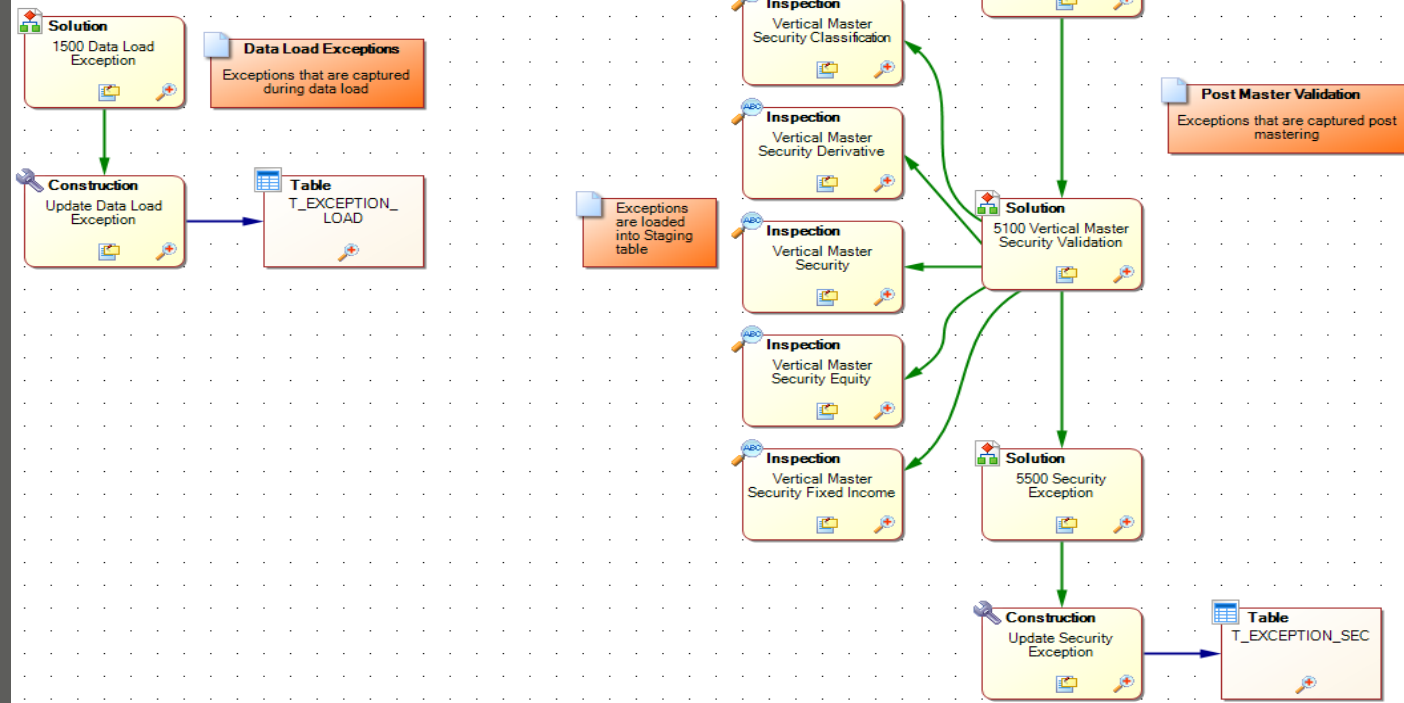 Solution
1500 Data Load
Exception
Data Load Exceptions
Exceptions that are captured
during data load
Construction
Update Data Load
Exception
Table
T_EXCEPTION_
LOAD
Exceptions
are loaded
into Staging
table
Inspection
Vertical Master
Security Classification
ABC
Inspection
Vertical Master
Security Derivative
ABC
Inspection
Vertical Master
Security
ABC
Inspection
Vertical Master
Security Equity
ABC
Inspection
Vertical Master
Security Fixed Income
Post Master Validation
Exceptions that are captured post
mastering
Solution
5100 Vertical Master
Security Validation
Solution
5500 Security
Exception
Construction
Update Security
Exception
Table
T_EXCEPTION_SEC